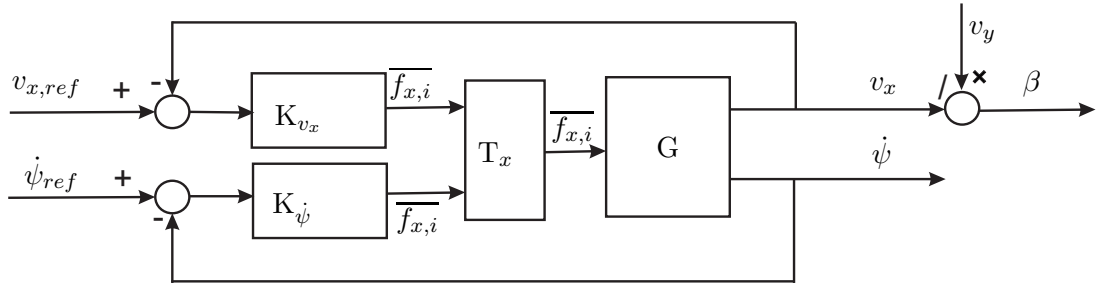 v_y
v_{x,ref}
+
-
K_{v_x}
\overline{f_{x,i}}
T_x
\overline{f_{x,i}}
G
v_x
/
×
β
\dot{ψ}_{ref}
+
-
K_{\dot{ψ}}
\overline{f_{x,i}}
\dot{ψ}